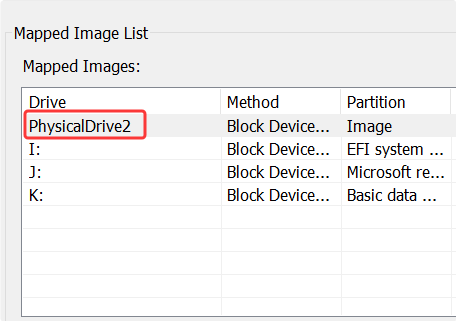 Mapped Image List
Mapped Images:
Drive Method Partition
PhysicalDrive2 Block Device... Image
I: Block Device... EFI system ...
J: Block Device... Microsoft re...
K: Block Device... Basic data ...